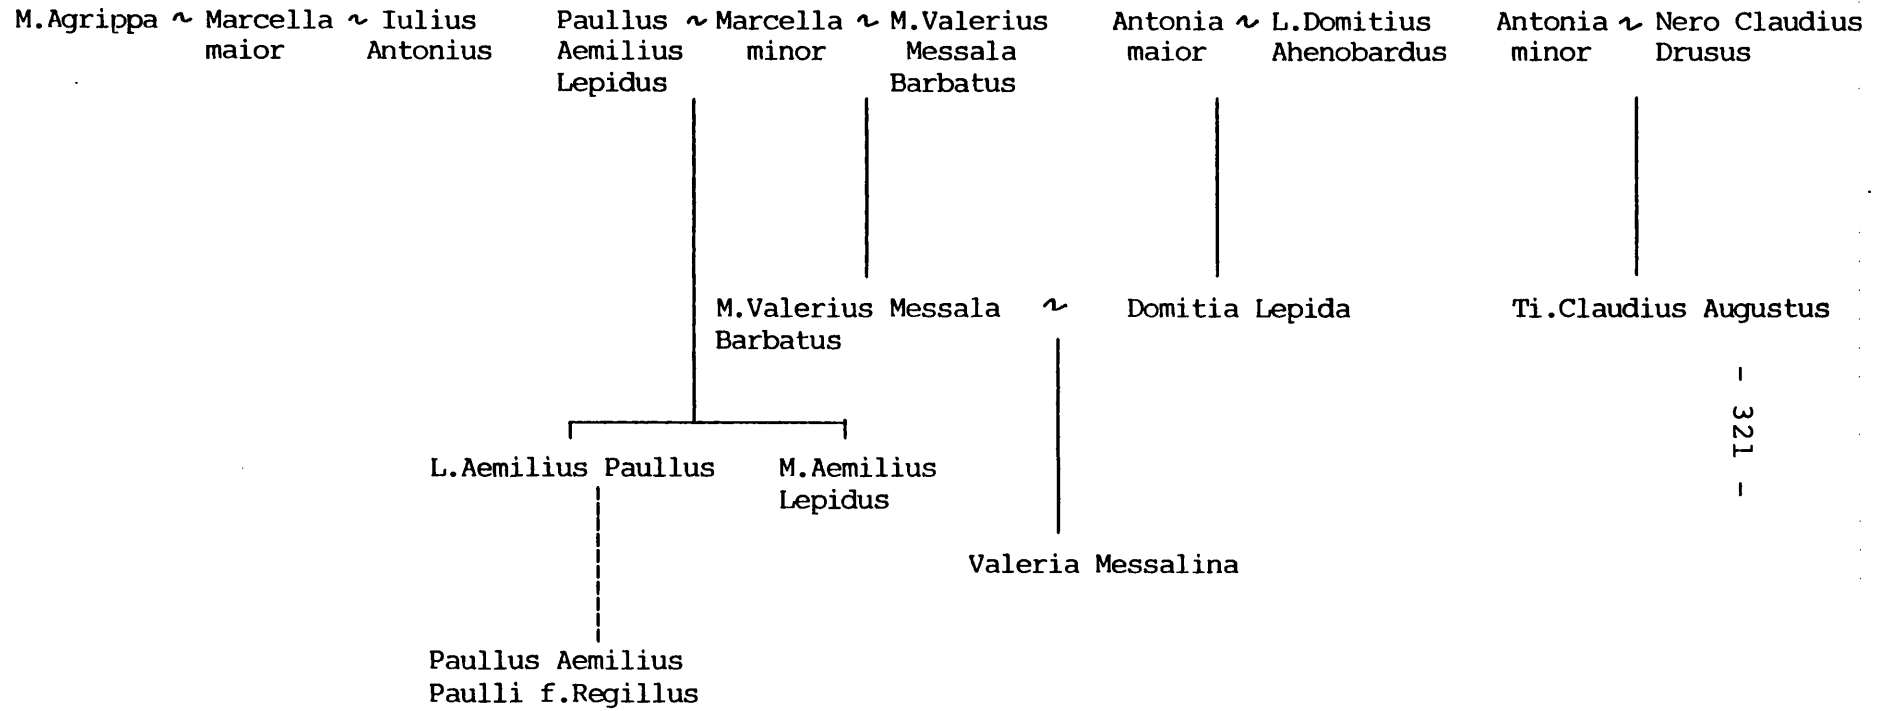 M.Agrippa ~ Marcella ~ Iulius Paullus ~ Marcella ~ M.Valerius Antonia ~ L.Domitius Antonia ~ Nero Claudius
maior Antonius Aemilius minor Messala maior Ahenobardus minor Drusus
Lepidus Barbatus
M.Valerius Messala ~ Domitia Lepida Ti.Claudius Augustus
Barbatus
- 321 -
L.Aemilius Paullus M.Aemilius
Lepidus
Valeria Messalina
Paullus Aemilius
Paulli f.Regillus